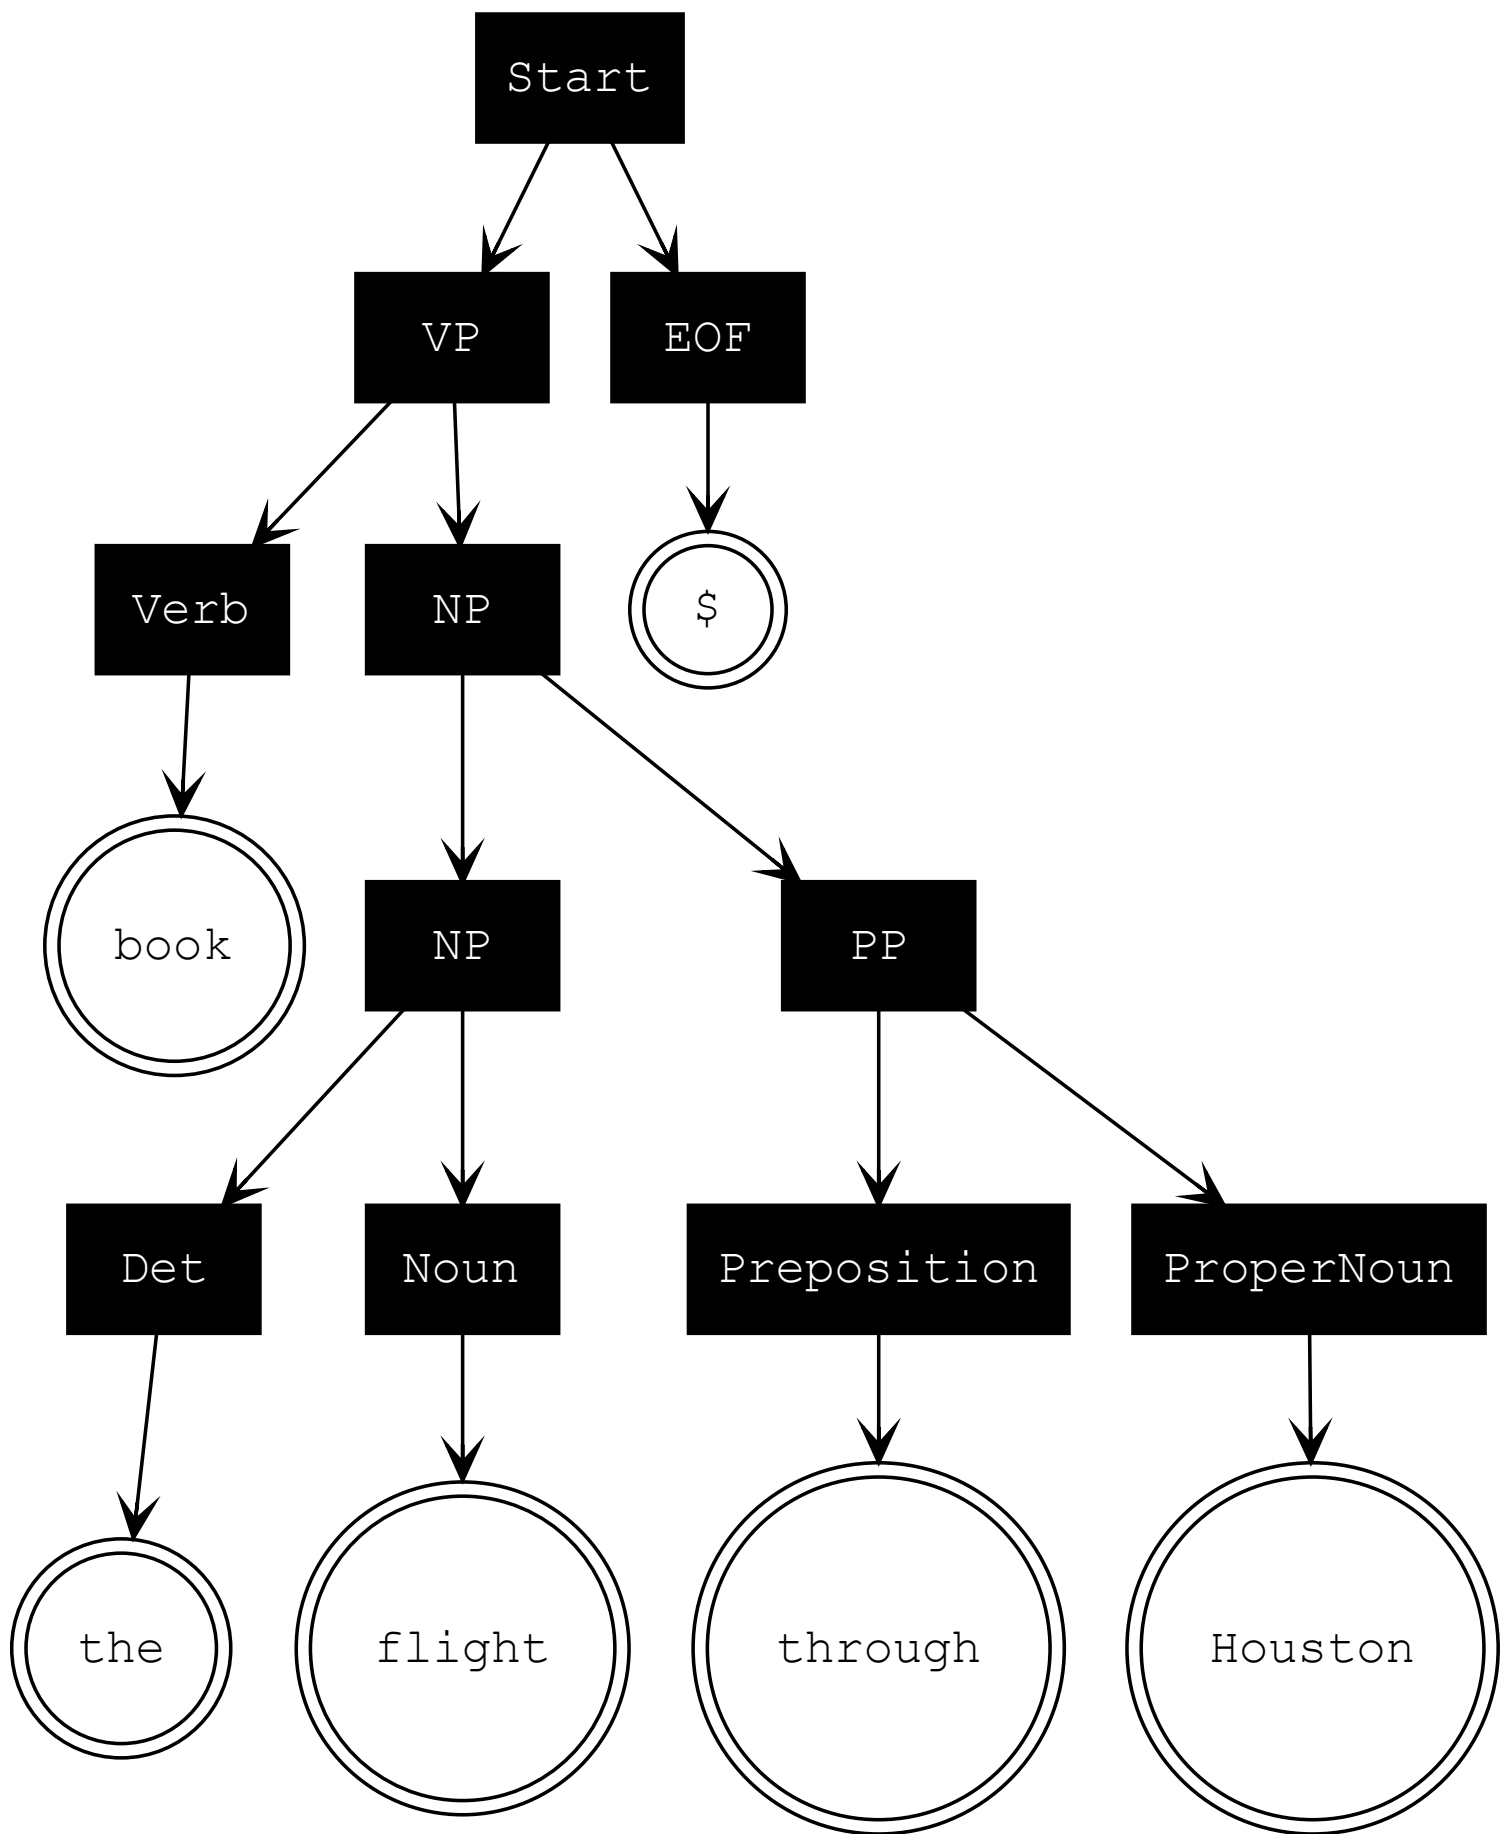 Start
VP EOF
Verb NP $
book NP PP
Det Noun Preposition ProperNoun
the flight through Houston